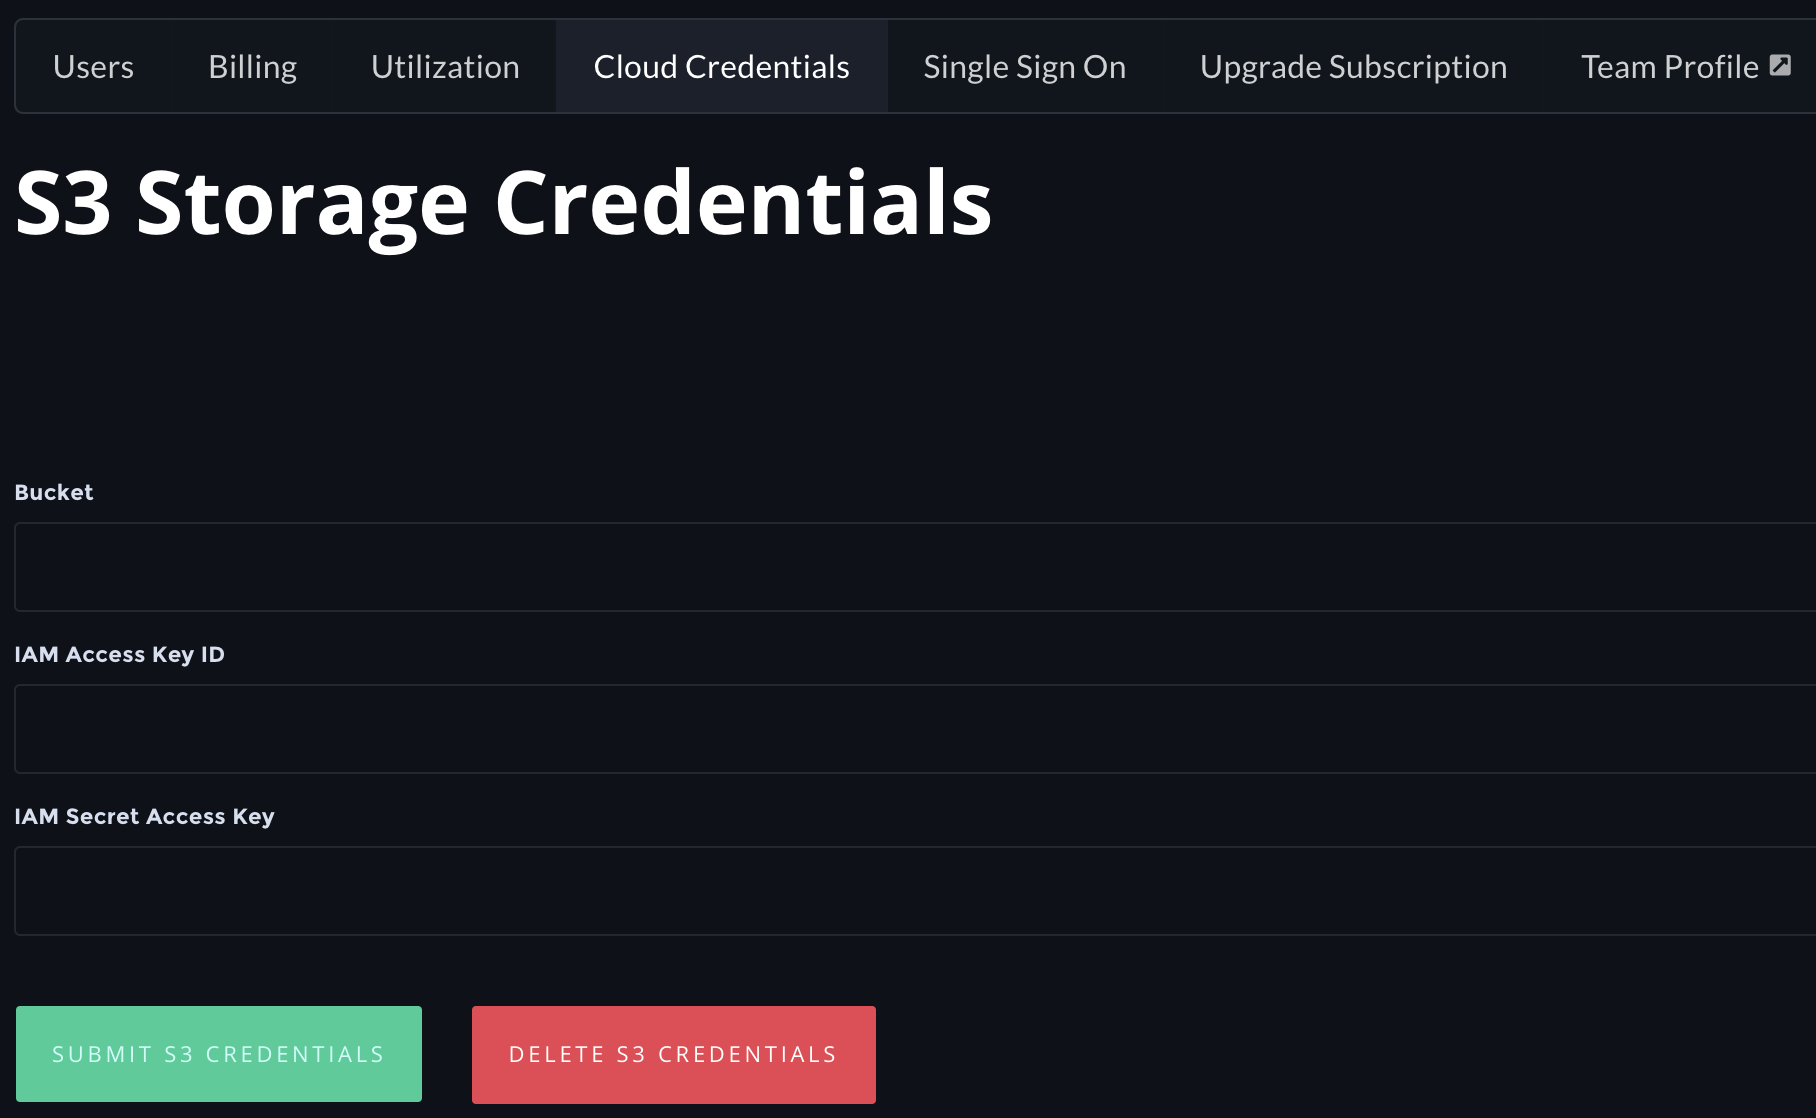 Users Billing Utilization Cloud Credentials Single Sign On Upgrade Subscription Team Profile
S3 Storage Credentials
Bucket
IAM Access Key ID
IAM Secret Access Key
SUBMIT S3 CREDENTIALS DELETE S3 CREDENTIALS